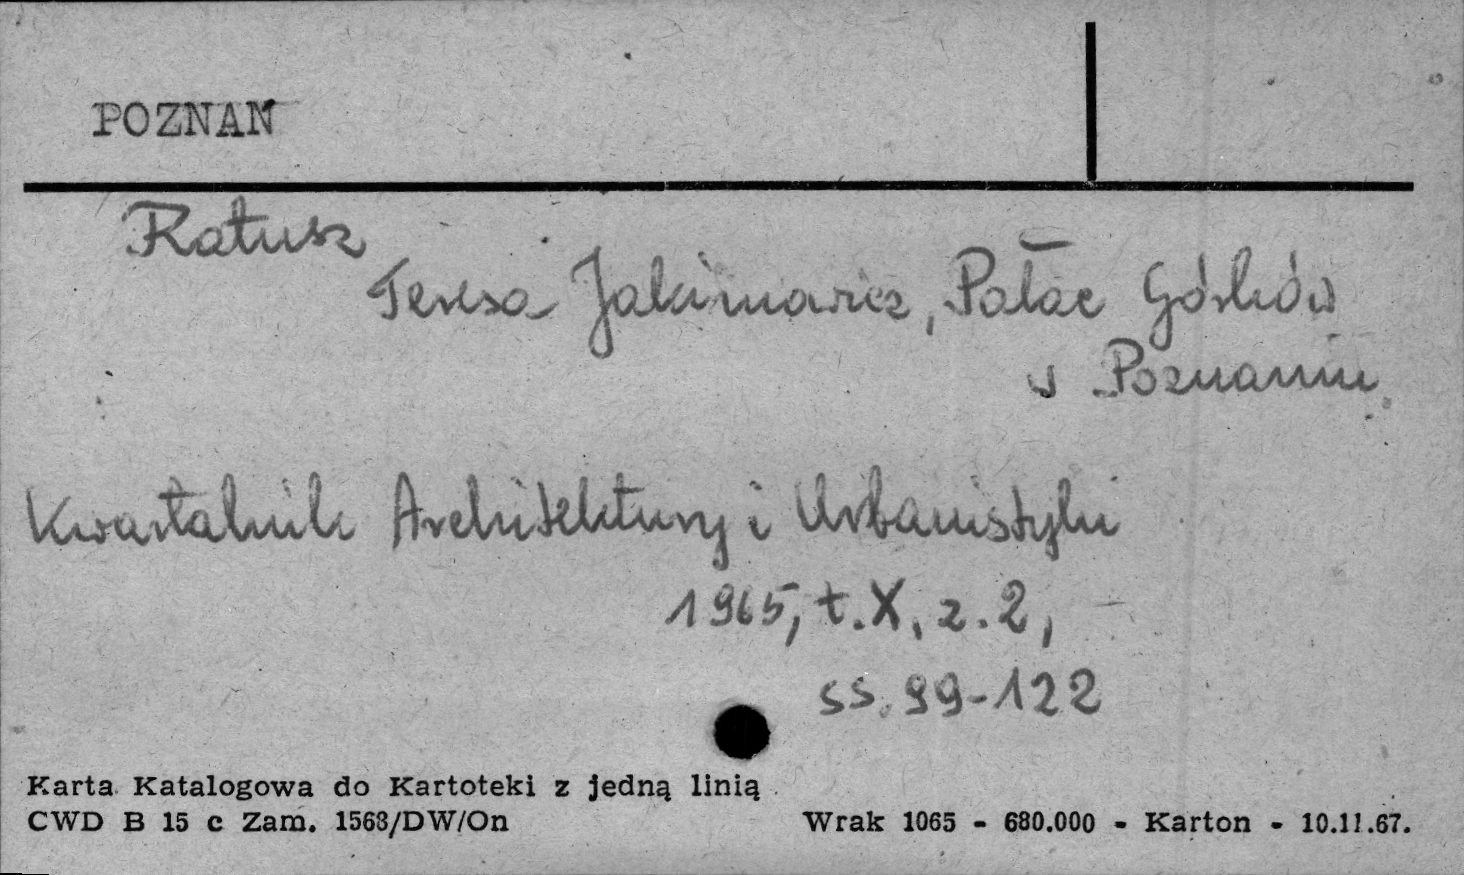 POZNAŃ
Ratusz
Teresa Jakimowicz, Pałac Górków
w Poznaniu
Kwartalnik Architektury i Urbanistyki
1965, t.X, z.2,
ss. 99-122
Karta Katalogowa do Kartoteki z jedną linią
CWD B 15 c Zam. 1568/DW/On
Wrak 1065 - 680.000 - Karton - 10.11.67.